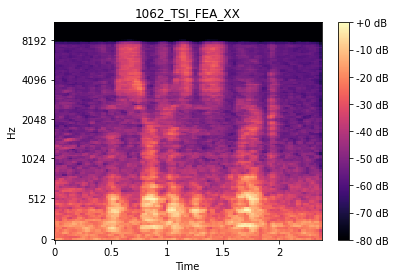 1062_TSI_FEA_XX
+0 dB
8192
-10 dB
4096
-20 dB
-30 dB
2048
Hz
-40 dB
1024
-50 dB
512
-60 dB
-70 dB
0
-80 dB
0 0.5 1 1.5 2
Time